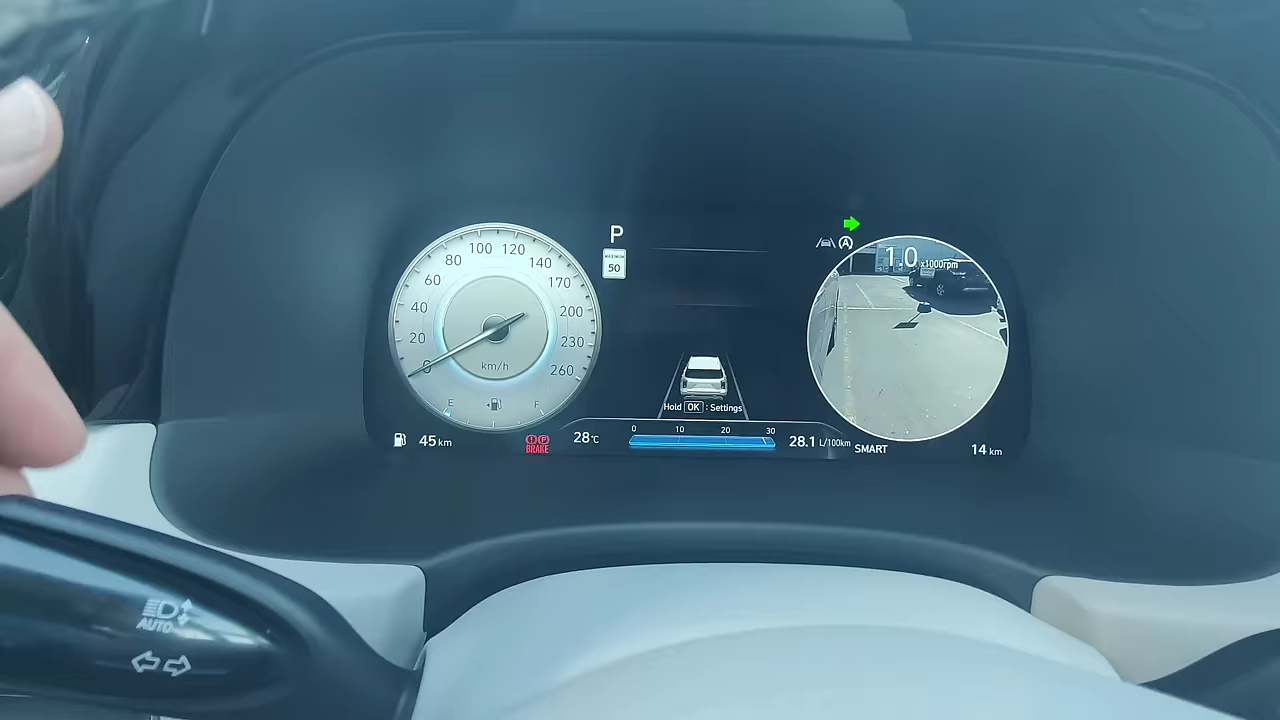 P
MAXIMUM
50
0
20
40
60
80
100
120
140
170
200
230
260
km/h
E
F
45 km
BRAKE
28°C
Hold OK : Settings
0 10 20 30
28.1 L/100km
1.0 x1000rpm
A
SMART
14 km
AUTO